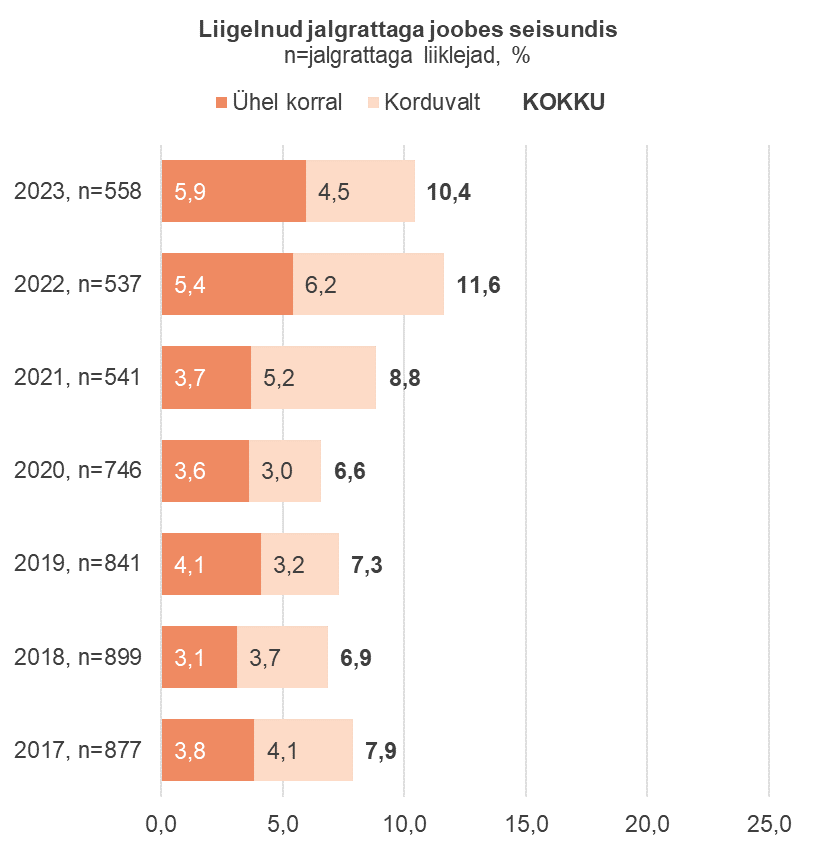 Liigelnud jalgrattaga joobes seisundis
n=jalgrattaga liiklejad, %
Ühel korral Korduvalt KOKKU
2023, n=558 5,9 4,5 10,4
2022, n=537 5,4 6,2 11,6
2021, n=541 3,7 5,2 8,8
2020, n=746 3,6 3,0 6,6
2019, n=841 4,1 3,2 7,3
2018, n=899 3,1 3,7 6,9
2017, n=877 3,8 4,1 7,9
0,0 5,0 10,0 15,0 20,0 25,0